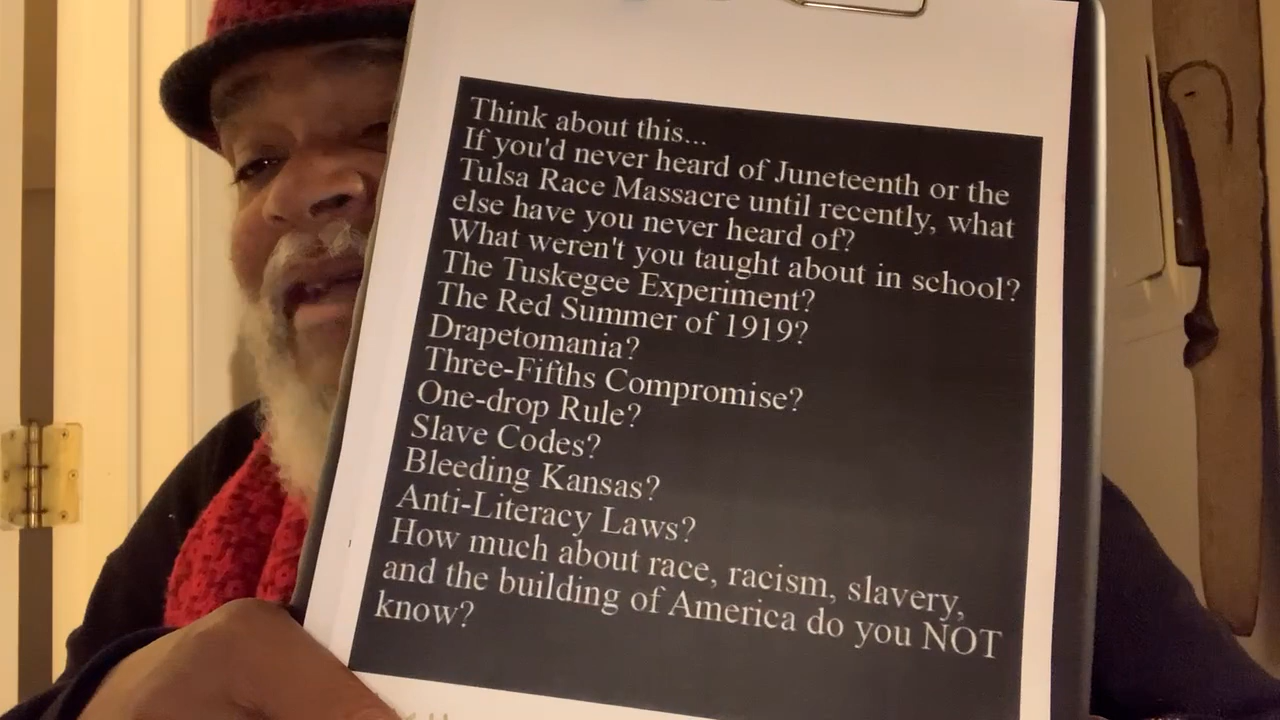 Think about this...
If you'd never heard of Juneteenth or the
Tulsa Race Massacre until recently, what
else have you never heard of?
What weren't you taught about in school?
The Tuskegee Experiment?
The Red Summer of 1919?
Drapetomania?
Three-Fifths Compromise?
One-drop Rule?
Slave Codes?
Bleeding Kansas?
Anti-Literacy Laws?
How much about race, racism, slavery,
and the building of America do you NOT
know?